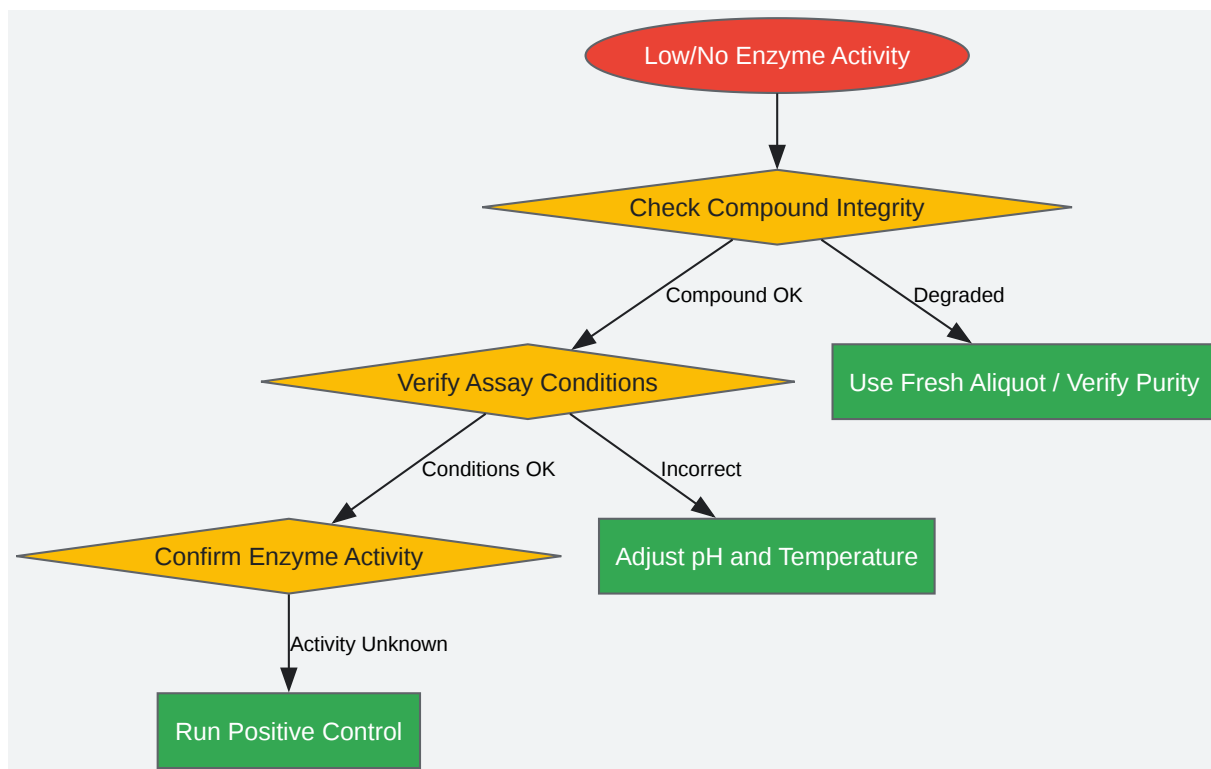 Low/No Enzyme Activity
Check Compound Integrity
Compound OK
Degraded
Verify Assay Conditions
Use Fresh Aliquot / Verify Purity
Conditions OK
Incorrect
Confirm Enzyme Activity
Adjust pH and Temperature
Activity Unknown
Run Positive Control